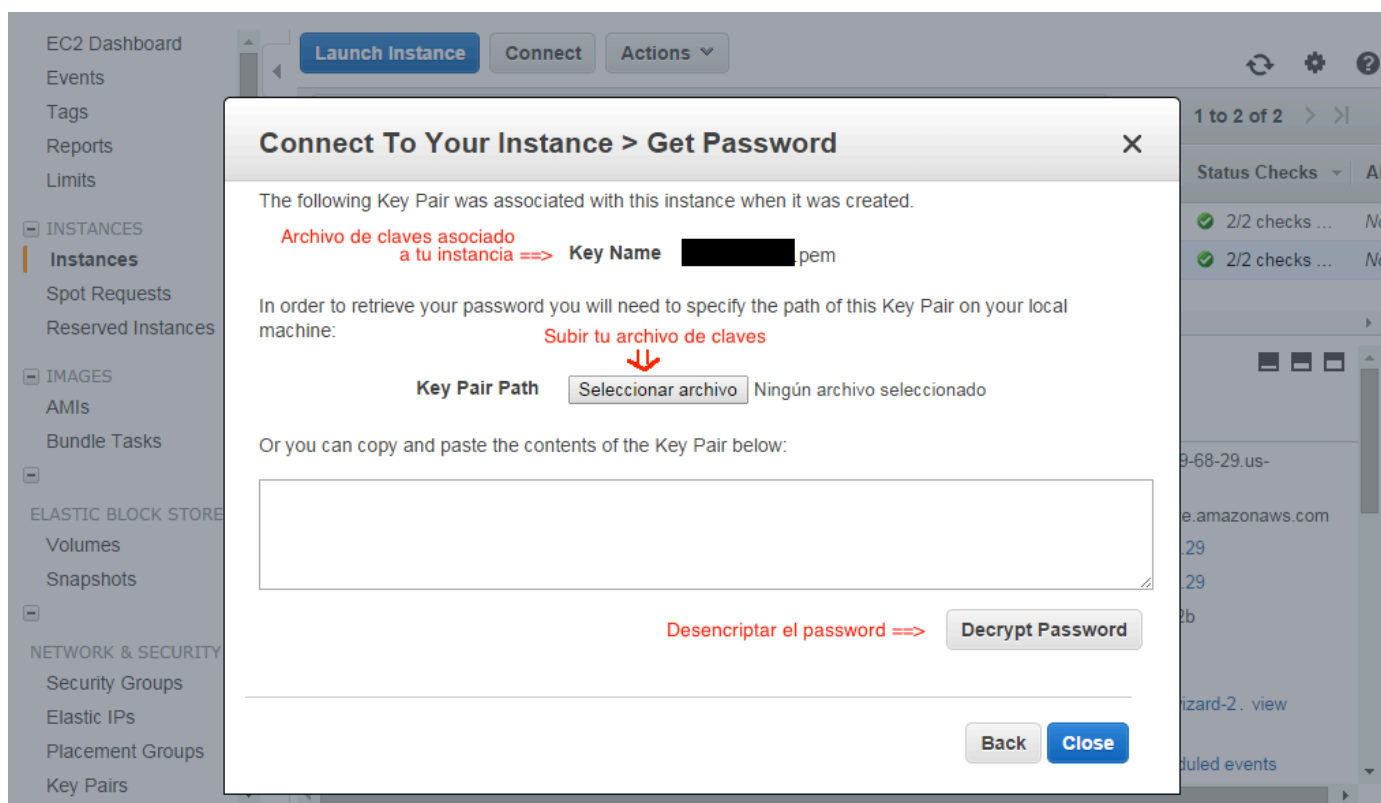 EC2 Dashboard
Events
Tags
Reports
Limits
INSTANCES
Instances
Spot Requests
Reserved Instances
IMAGES
AMIs
Bundle Tasks
ELASTIC BLOCK STORE
Volumes
Snapshots
NETWORK & SECURITY
Security Groups
Elastic IPs
Placement Groups
Key Pairs
Launch Instance Connect Actions
1 to 2 of 2
Status Checks
2/2 checks ...
2/2 checks ...
Connect To Your Instance > Get Password
The following Key Pair was associated with this instance when it was created.
Archivo de claves asociado
a tu instancia ==> Key Name .pem
In order to retrieve your password you will need to specify the path of this Key Pair on your local
machine:
Subir tu archivo de claves
Key Pair Path Seleccionar archivo Ningún archivo seleccionado
Or you can copy and paste the contents of the Key Pair below:
Desencriptar el password ==> Decrypt Password
Back Close
9-68-29.us-
e.amazonaws.com
.29
.29
2b
izard-2. view
duled events